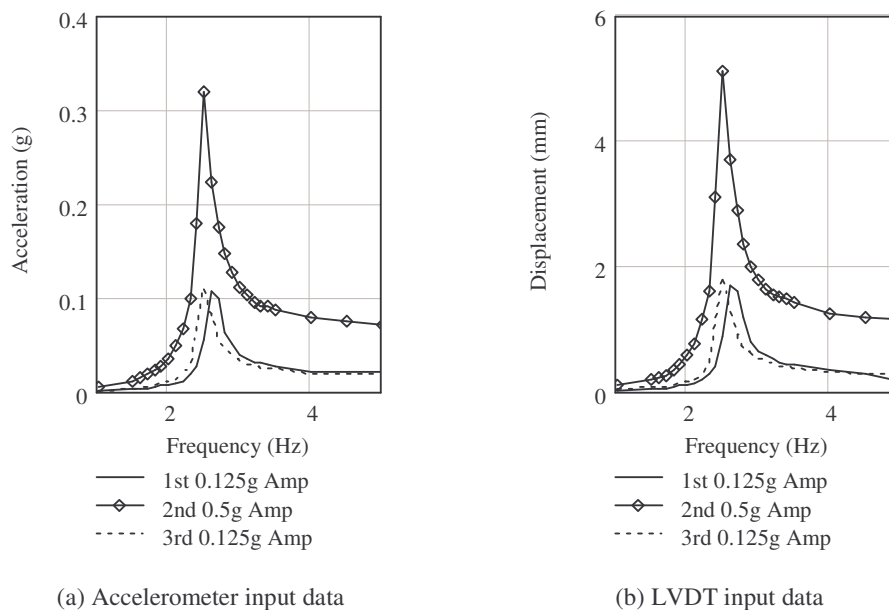 0.4
0.3
0.2
0.1
0
Acceleration (g)
2
4
Frequency (Hz)
1st 0.125g Amp
2nd 0.5g Amp
3rd 0.125g Amp
(a) Accelerometer input data
6
4
2
0
Displacement (mm)
2
4
Frequency (Hz)
1st 0.125g Amp
2nd 0.5g Amp
3rd 0.125g Amp
(b) LVDT input data